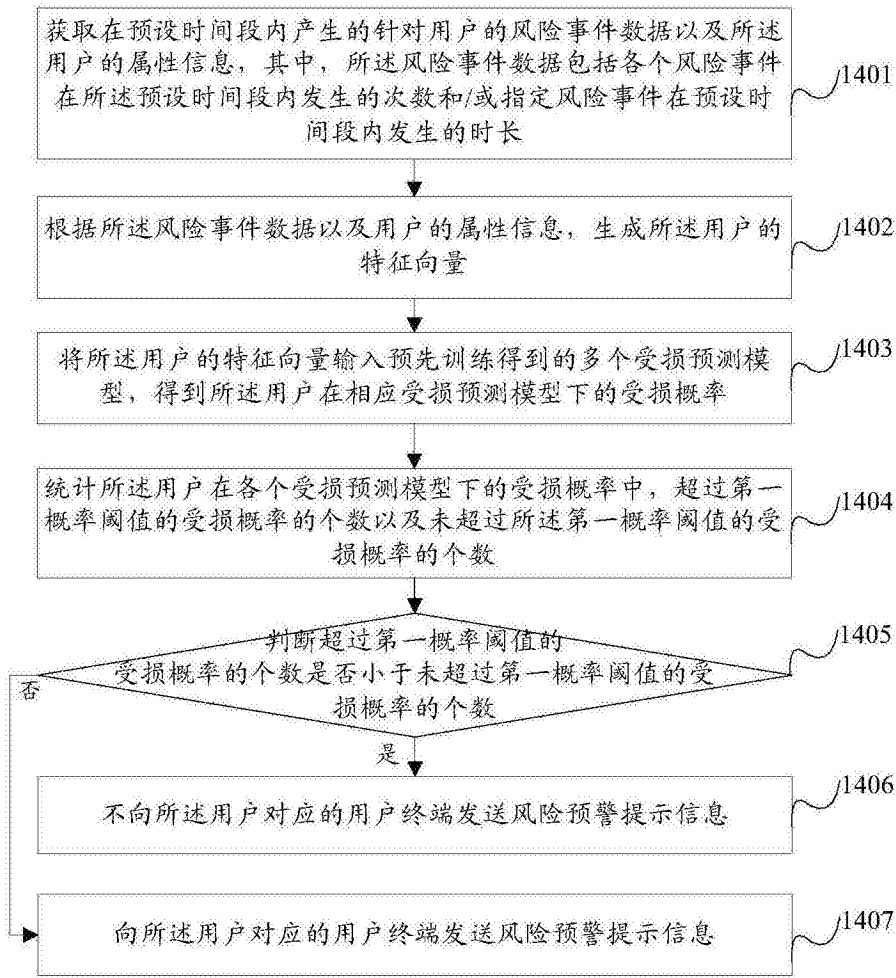 获取在预设时间段内产生的针对用户的风险事件数据以及所述
用户的属性信息，其中，所述风险事件数据包括各个风险事件
在所述预设时间段内发生的次数和/或指定风险事件在预设时
间段内发生的时长
1401
根据所述风险事件数据以及用户的属性信息，生成所述用户的
特征向量
1402
将所述用户的特征向量输入预先训练得到的多个受损预测模
型，得到所述用户在相应受损预测模型下的受损概率
1403
统计所述用户在各个受损预测模型下的受损概率中，超过第一
概率阈值的受损概率的个数以及未超过所述第一概率阈值的受
损概率的个数
1404
判断超过第一概率阈值的
受损概率的个数是否小于未超过第一概率阈值的受
损概率的个数
1405
否
是
不向所述用户对应的用户终端发送风险预警提示信息
1406
向所述用户对应的用户终端发送风险预警提示信息
1407